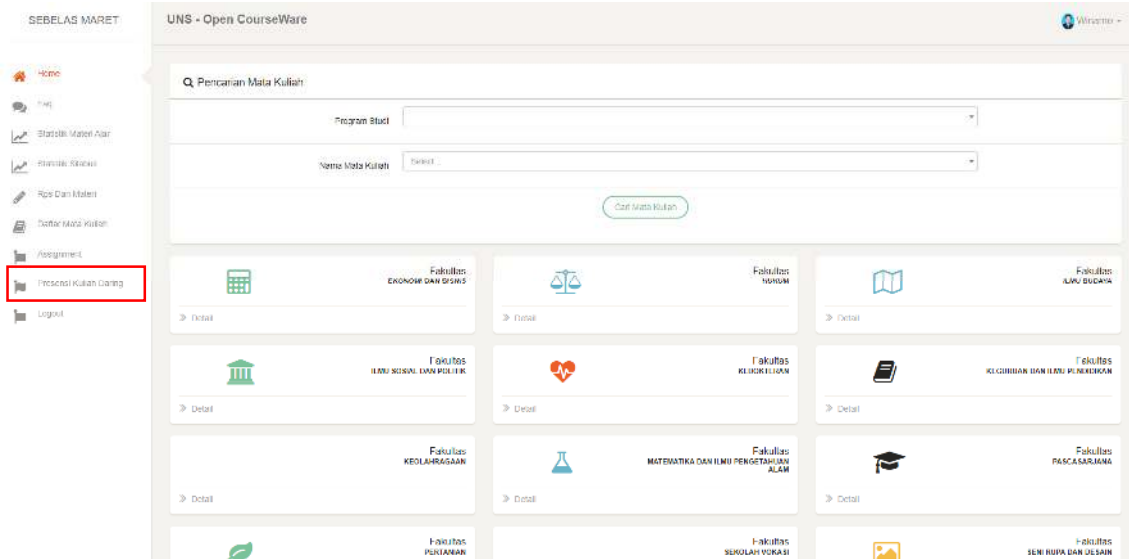 SEBELAS MARET
UNS - Open CourseWare
Home
Statistik Materi Ajar
Statistik Silabus
Rps Dan Materi
Daftar Mata Kuliah
Assignment
Presensi Kuliah Daring
Logout
Pencarian Mata Kuliah
Program Studi
Nama Mata Kuliah
Select...
Cari Mata Kuliah
Fakultas
EKONOMI DAN BISNIS
Detail
Fakultas
HUKUM
Detail
Fakultas
ILMU BUDAYA
Detail
Fakultas
ILMU SOSIAL DAN POLITIK
Detail
Fakultas
KEDOKTERAN
Detail
Fakultas
KEGURUAN DAN ILMU PENDIDIKAN
Detail
Fakultas
KEOLAHRAGAAN
Detail
Fakultas
MATEMATIKA DAN ILMU PENGETAHUAN
ALAM
Detail
Fakultas
PASCASARJANA
Detail
Fakultas
PERTANIAN
Fakultas
SEKOLAH VOKASI
Fakultas
SENI RUPA DAN DESAIN